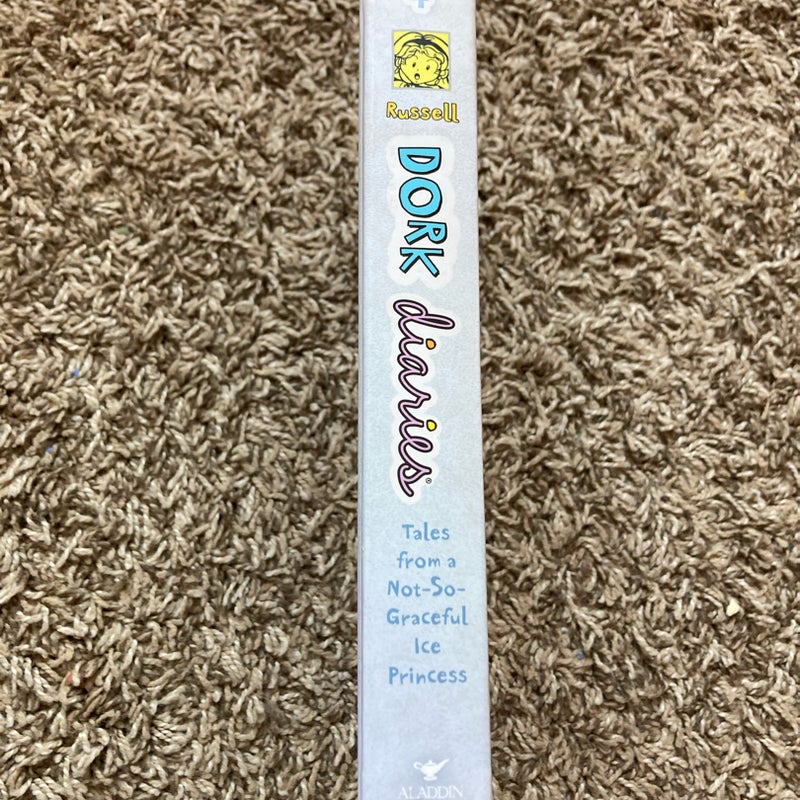 Russell
DORK
diaries®
Tales
from a
Not-So-
Graceful
Ice
Princess
ALADDIN